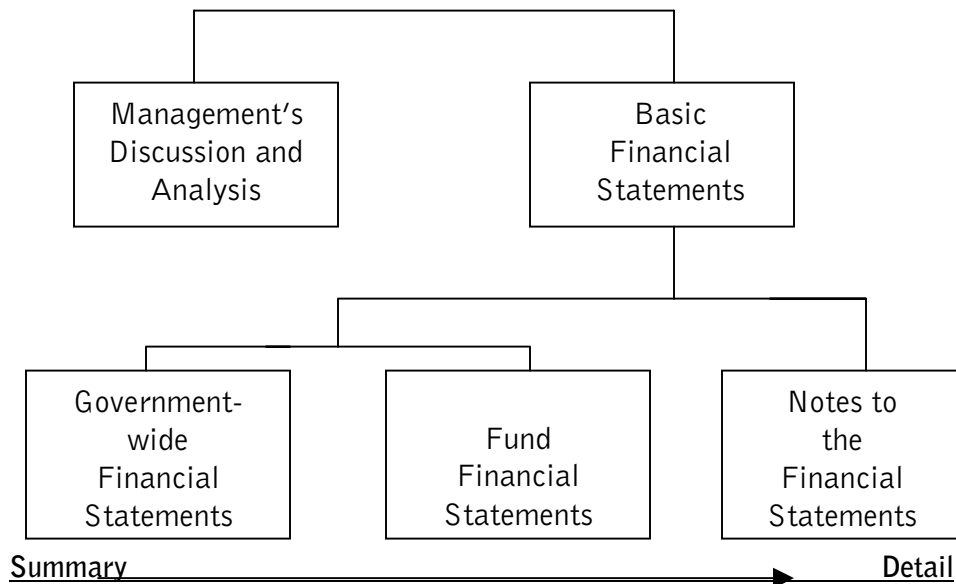 Management's
Discussion and
Analysis
Basic
Financial
Statements
Government-
wide
Financial
Statements
Fund
Financial
Statements
Notes to
the
Financial
Statements
Summary
Detail